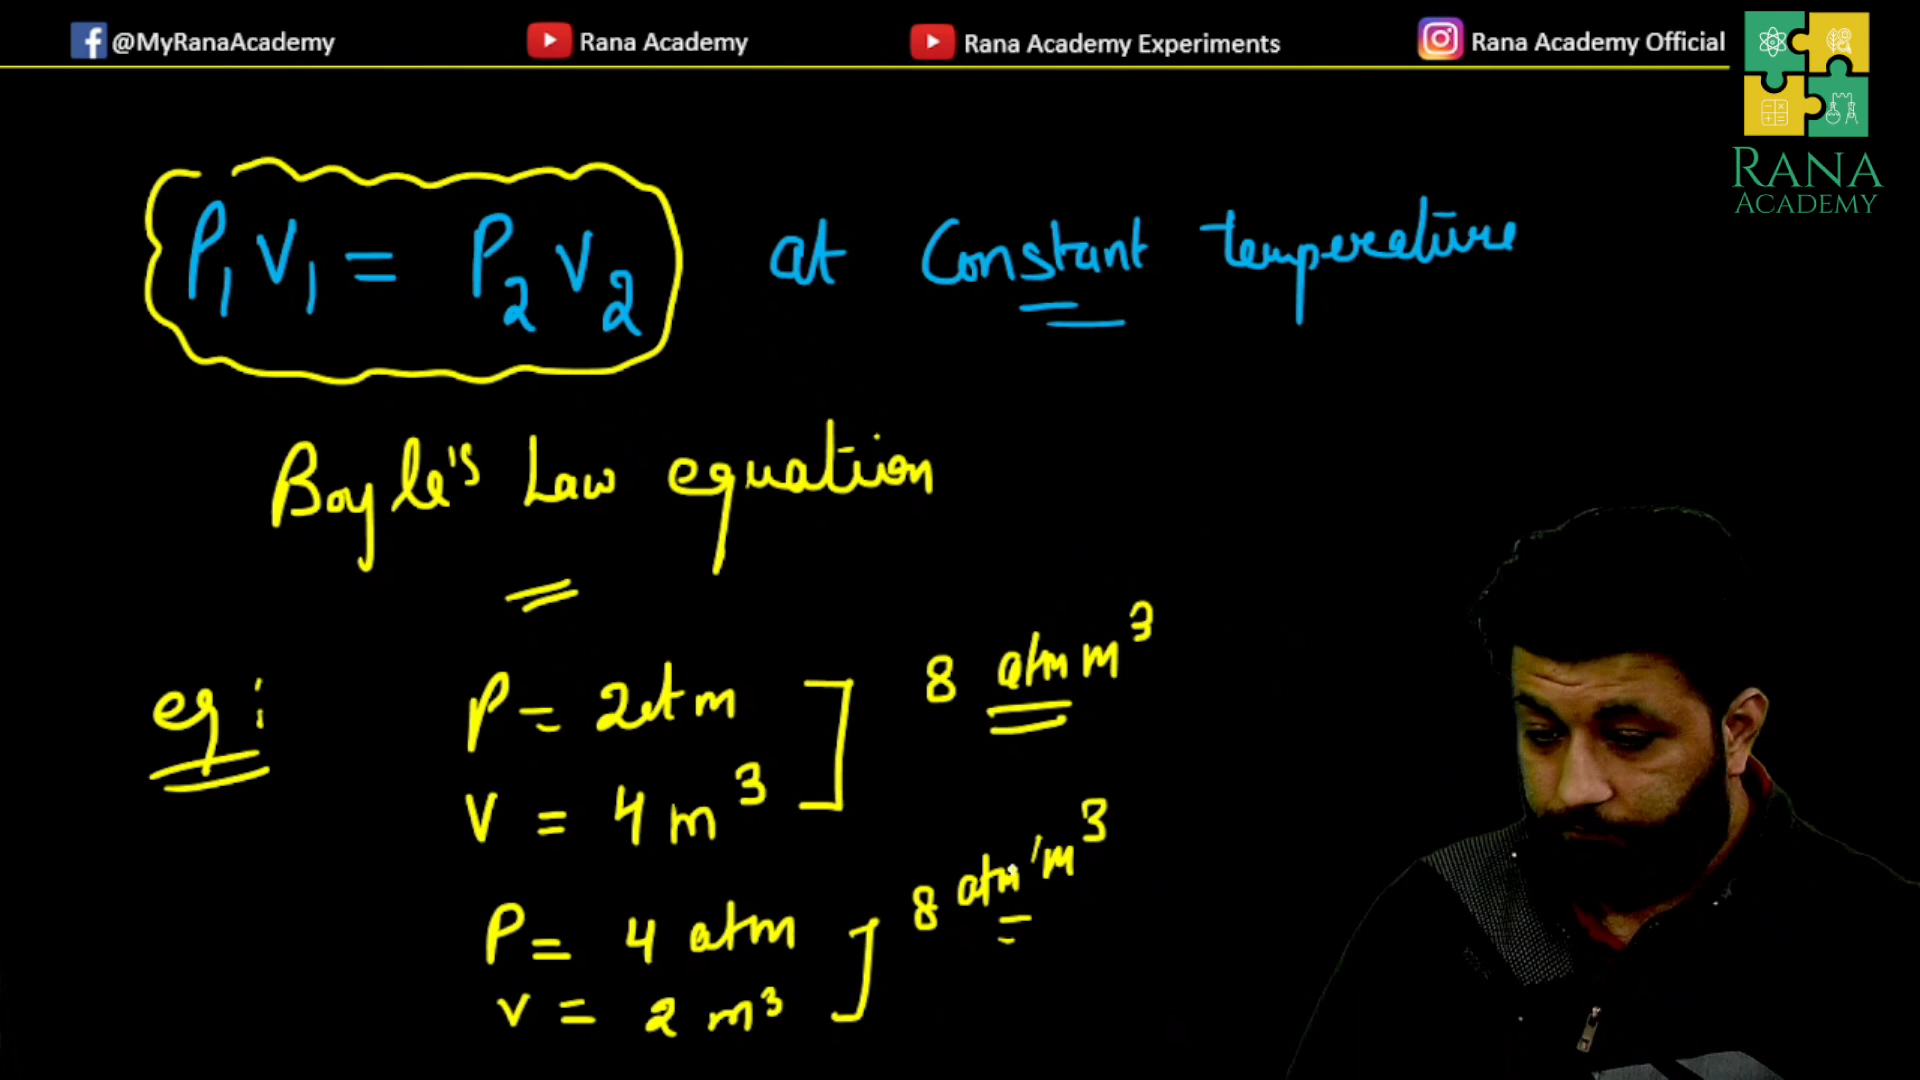 @MyRanaAcademy
Rana Academy
Rana Academy Experiments
Rana Academy Official
RANA
ACADEMY
P₁V₁ = P₂V₂ at Constant temperature
Boyle's Law equation
eg: P = 2atm
8 atm m³
V = 4 m³
P = 4 atm
8 atm m³
V = 2 m³